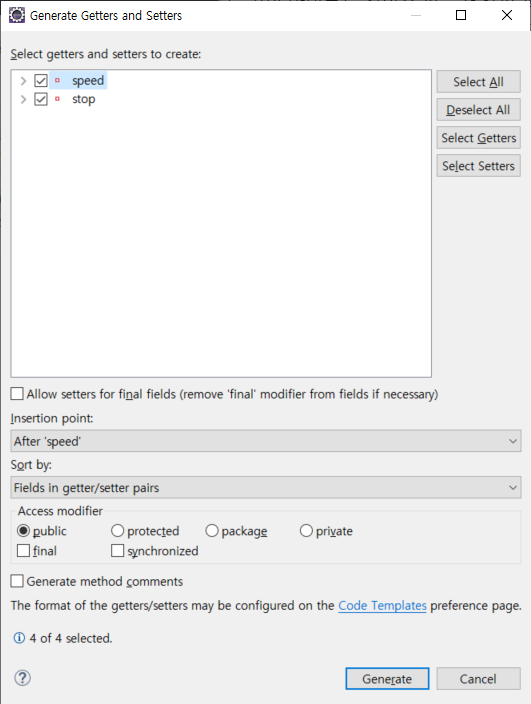 Generate Getters and Setters
Select getters and setters to create:
speed
stop
Select All
Deselect All
Select Getters
Select Setters
Allow setters for final fields (remove 'final' modifier from fields if necessary)
Insertion point:
After 'speed'
Sort by:
Fields in getter/setter pairs
Access modifier
public protected package private
final synchronized
Generate method comments
The format of the getters/setters may be configured on the Code Templates preference page.
4 of 4 selected.
Generate Cancel